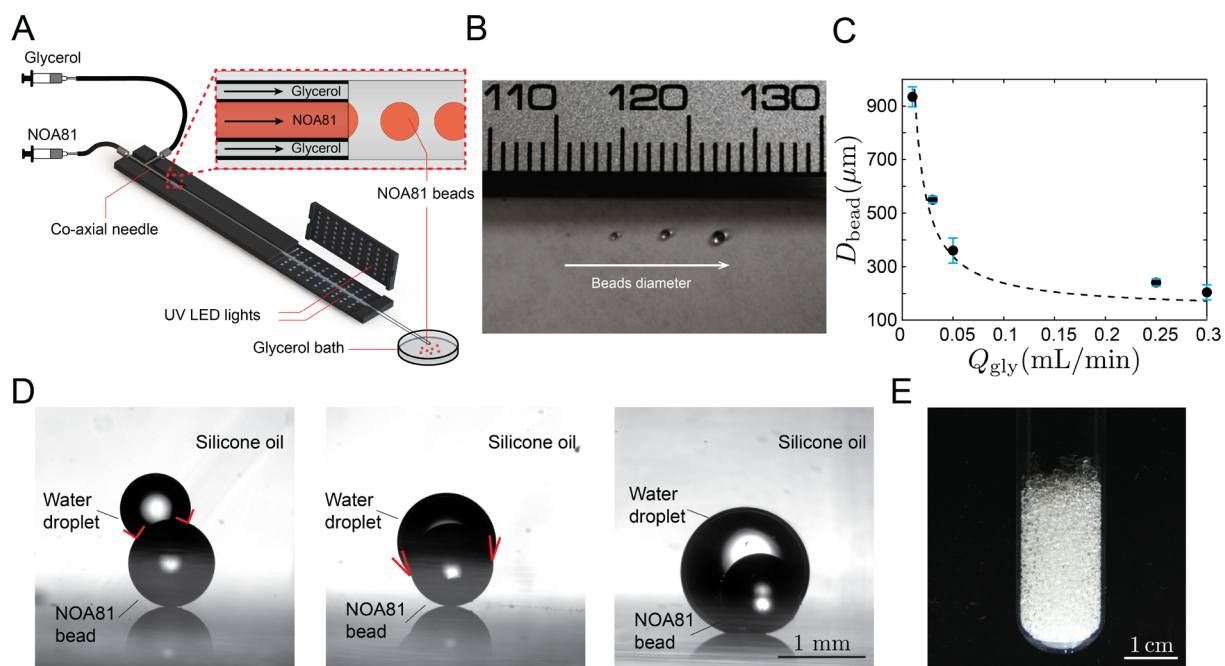 A
Glycerol
NOA81
Glycerol
NOA81
Glycerol
NOA81 beads
Co-axial needle
UV LED lights
Glycerol bath
B
110 120 130
Beads diameter
C
D_bead (μm)
900
700
500
300
100
0 0.05 0.1 0.15 0.2 0.25 0.3
Q_gly (mL/min)
D
Silicone oil
Water
droplet
NOA81
bead
Silicone oil
Water
droplet
NOA81
bead
Silicone oil
Water
droplet
NOA81
bead
1 mm
E
1 cm